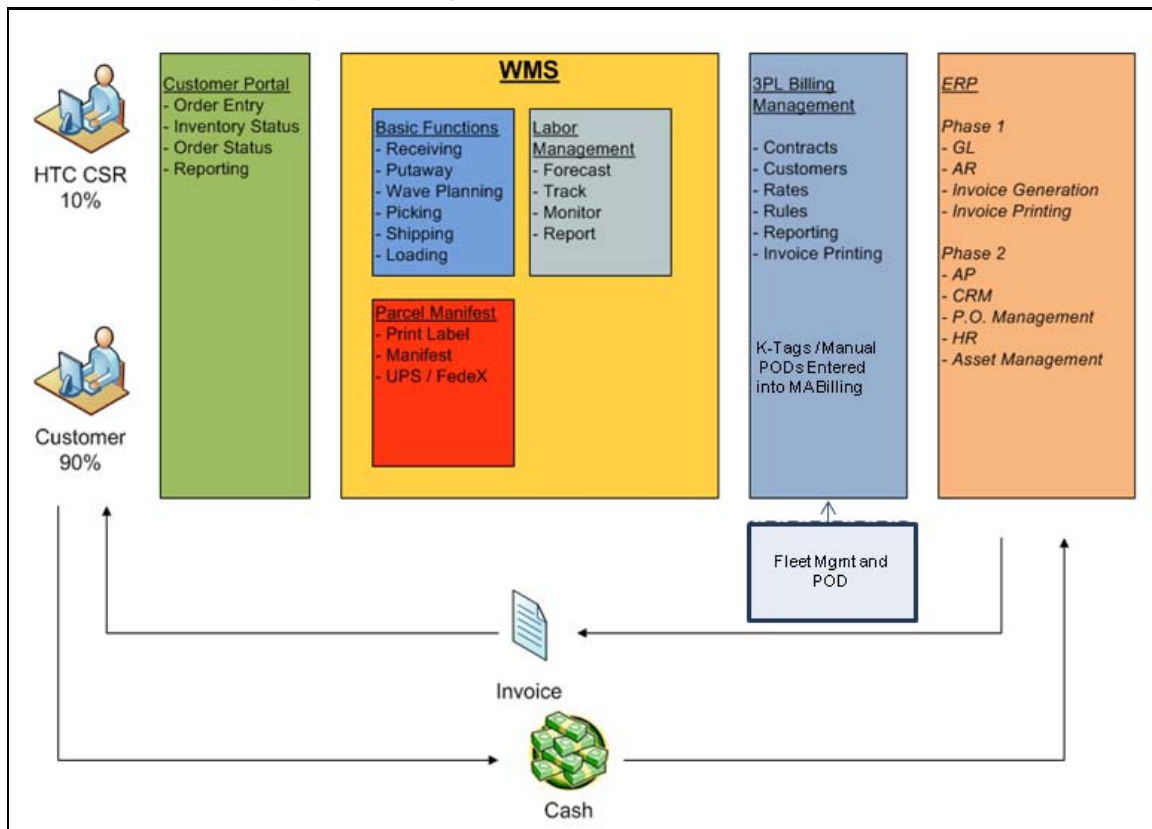 HTC CSR
10%
Customer
90%
Customer Portal
- Order Entry
- Inventory Status
- Order Status
- Reporting
WMS
Basic Functions
- Receiving
- Putaway
- Wave Planning
- Picking
- Shipping
- Loading
Labor
Management
- Forecast
- Track
- Monitor
- Report
Parcel Manifest
- Print Label
- Manifest
- UPS / FedeX
3PL Billing
Management
- Contracts
- Customers
- Rates
- Rules
- Reporting
- Invoice Printing
K-Tags / Manual
PODs Entered
into MABilling
Fleet Mgmt and
POD
ERP
Phase 1
- GL
- AR
- Invoice Generation
- Invoice Printing
Phase 2
- AP
- CRM
- P.O. Management
- HR
- Asset Management
Invoice
Cash